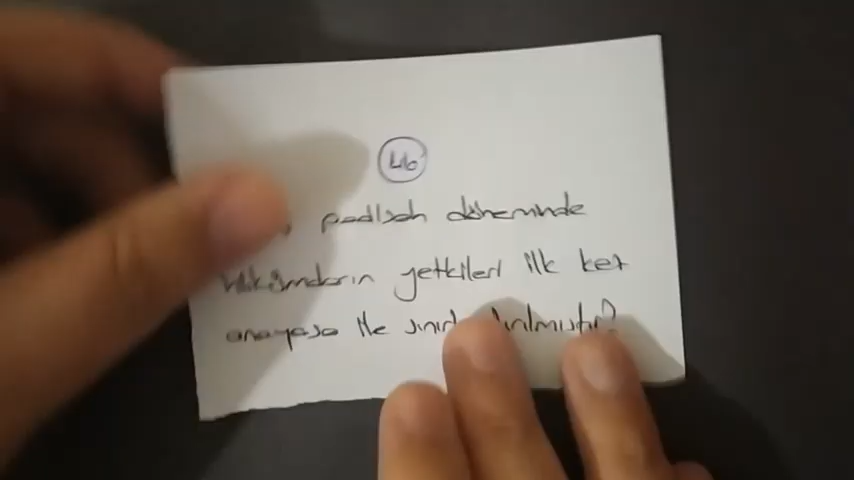 46
padişah döneminde
hükümdarın yetkileri ilk kez
anayasa ile